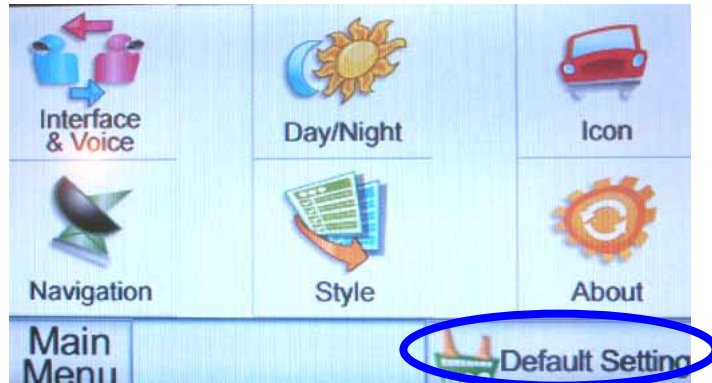 Interface
& Voice
Day/Night
Icon
Navigation
Style
About
Main
Menu
Default Setting